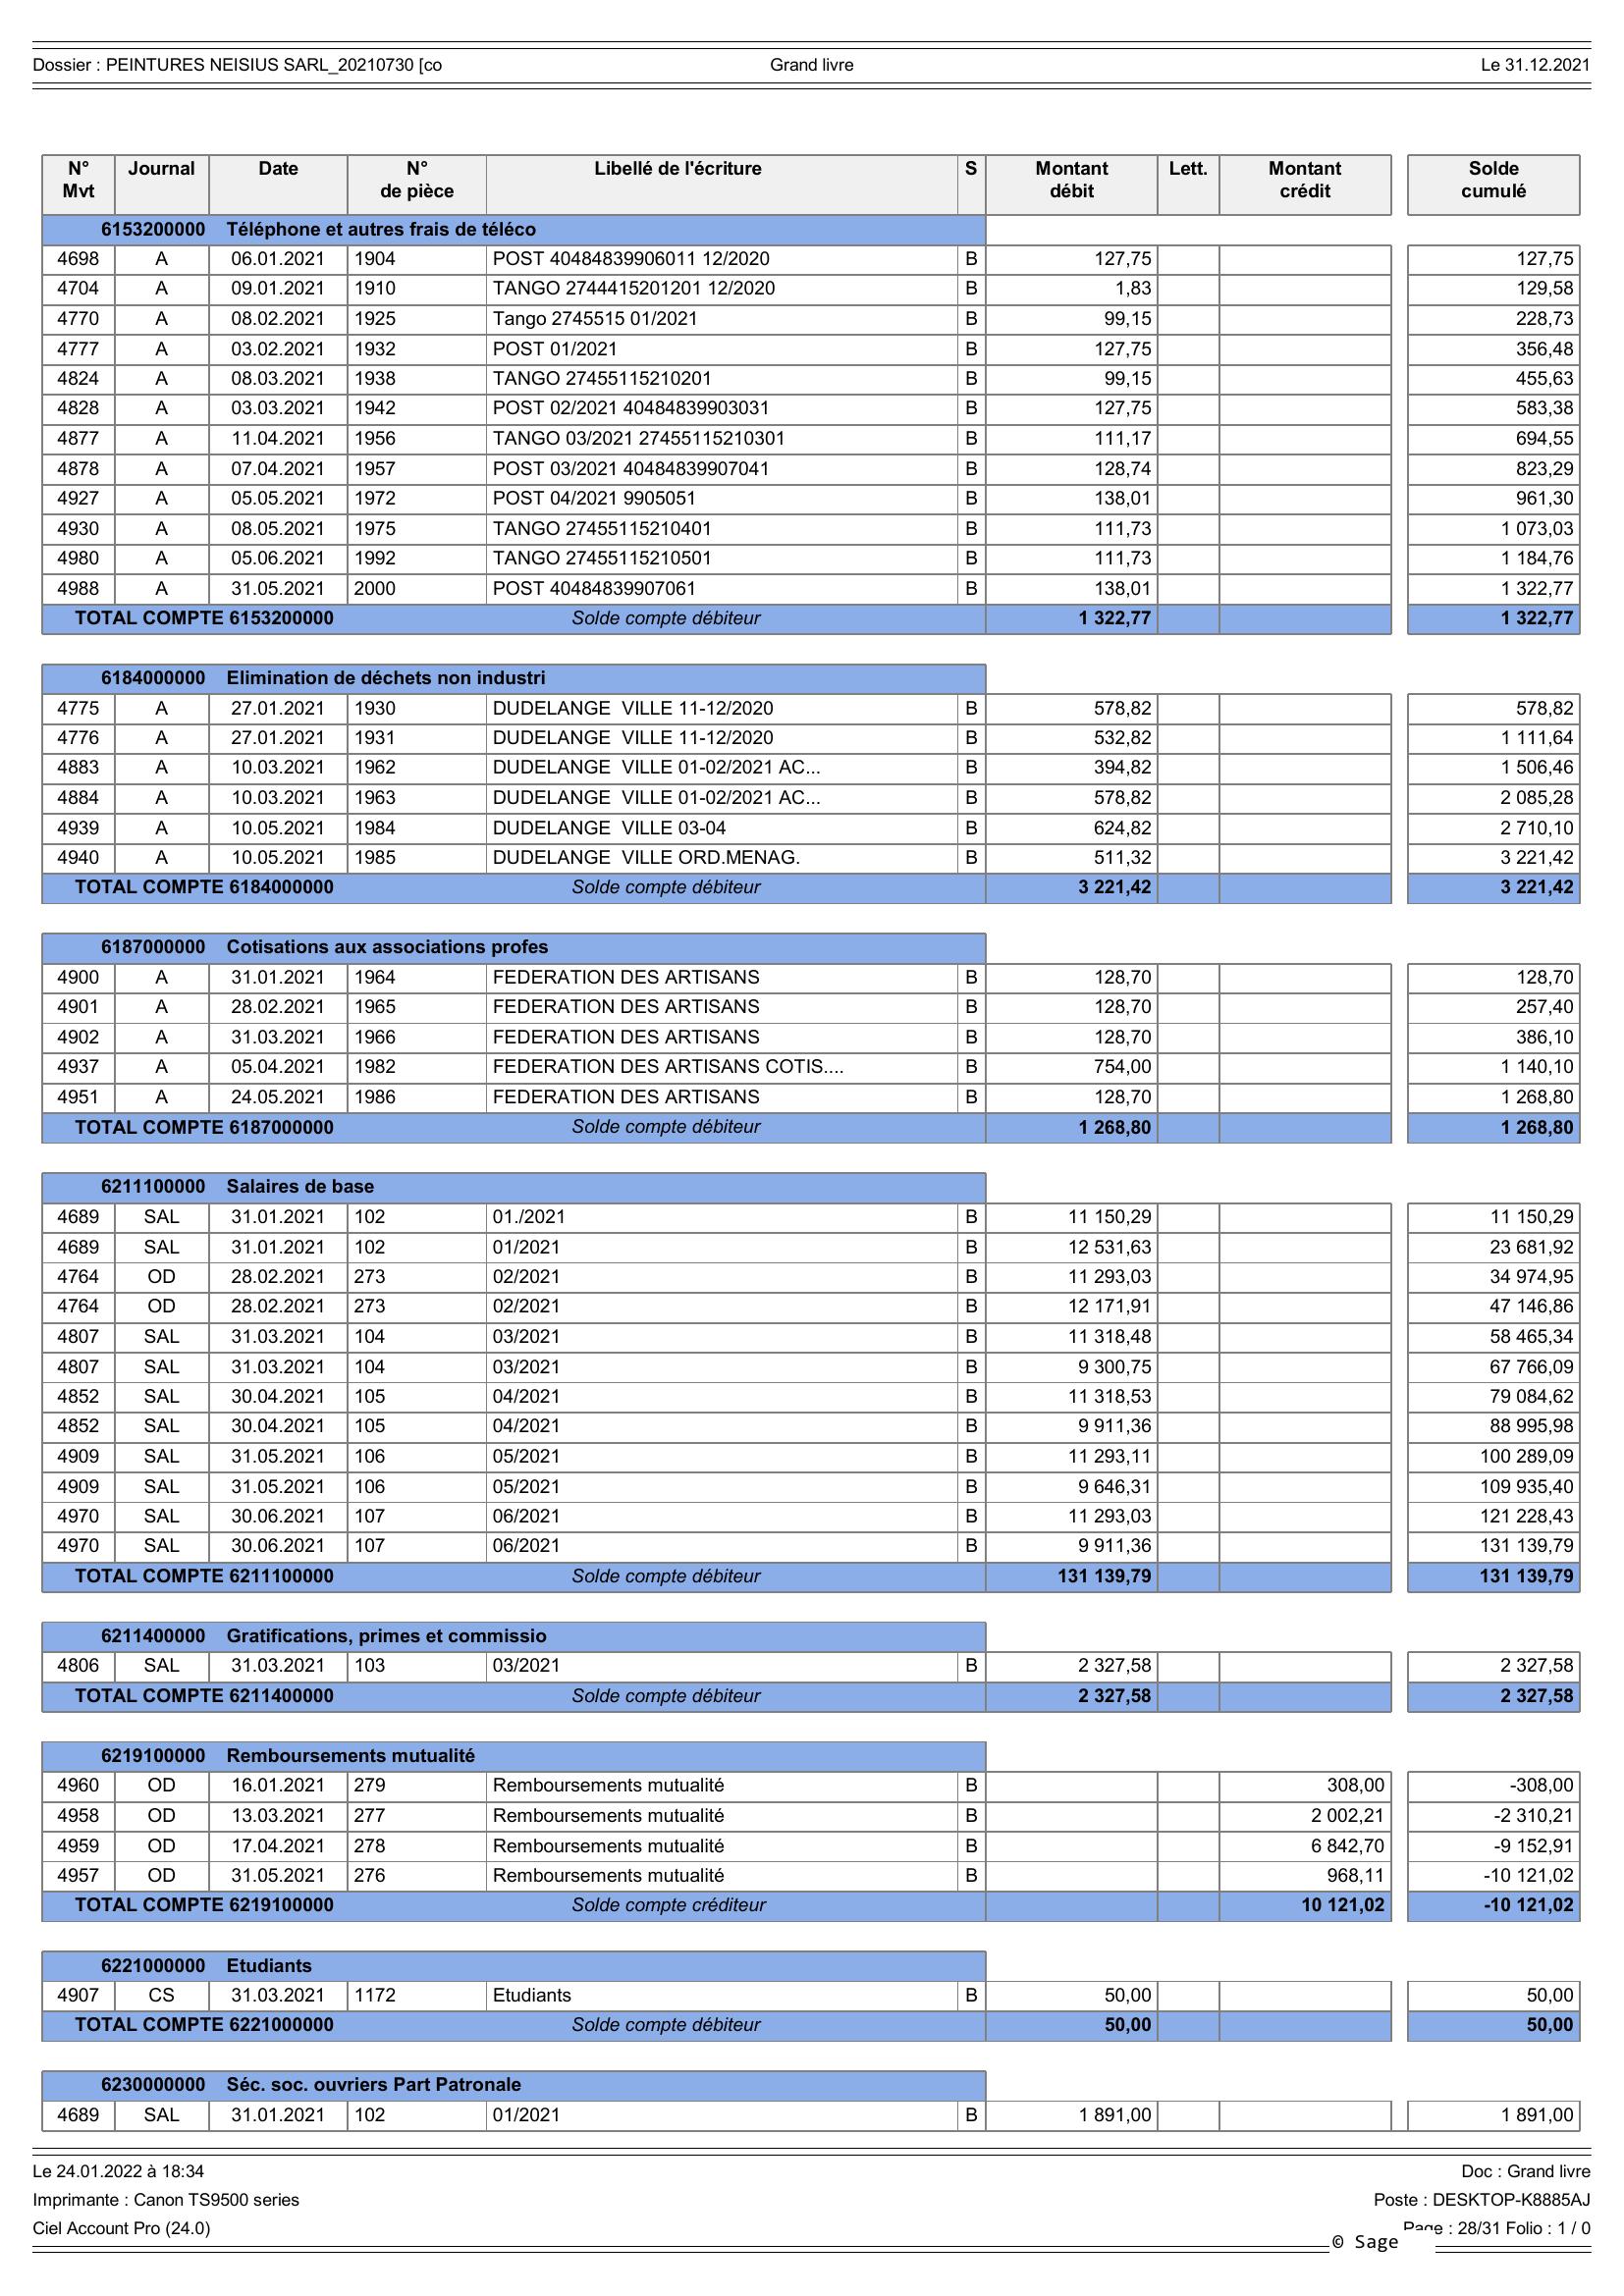 Dossier : PEINTURES NEISIUS SARL_20210730 [co Grand livre Le 31.12.2021
N° Mvt Journal Date N° de pièce Libellé de l'écriture S Montant débit Lett. Montant crédit Solde cumulé
6153200000 Téléphone et autres frais de téléco
4698 A 06.01.2021 1904 POST 40484839906011 12/2020 B 127,75 127,75
4704 A 09.01.2021 1910 TANGO 2744415201201 12/2020 B 1,83 129,58
4770 A 08.02.2021 1925 Tango 2745515 01/2021 B 99,15 228,73
4777 A 03.02.2021 1932 POST 01/2021 B 127,75 356,48
4824 A 08.03.2021 1938 TANGO 27455115210201 B 99,15 455,63
4828 A 03.03.2021 1942 POST 02/2021 40484839903031 B 127,75 583,38
4877 A 11.04.2021 1956 TANGO 03/2021 27455115210301 B 111,17 694,55
4878 A 07.04.2021 1957 POST 03/2021 40484839907041 B 128,74 823,29
4927 A 05.05.2021 1972 POST 04/2021 9905051 B 138,01 961,30
4930 A 08.05.2021 1975 TANGO 27455115210401 B 111,73 1 073,03
4980 A 05.06.2021 1992 TANGO 27455115210501 B 111,73 1 184,76
4988 A 31.05.2021 2000 POST 40484839907061 B 138,01 1 322,77
TOTAL COMPTE 6153200000 Solde compte débiteur 1 322,77 1 322,77
6184000000 Elimination de déchets non industri
4775 A 27.01.2021 1930 DUDELANGE VILLE 11-12/2020 B 578,82 578,82
4776 A 27.01.2021 1931 DUDELANGE VILLE 11-12/2020 B 532,82 1 111,64
4883 A 10.03.2021 1962 DUDELANGE VILLE 01-02/2021 AC... B 394,82 1 506,46
4884 A 10.03.2021 1963 DUDELANGE VILLE 01-02/2021 AC... B 578,82 2 085,28
4939 A 10.05.2021 1984 DUDELANGE VILLE 03-04 B 624,82 2 710,10
4940 A 10.05.2021 1985 DUDELANGE VILLE ORD.MENAG. B 511,32 3 221,42
TOTAL COMPTE 6184000000 Solde compte débiteur 3 221,42 3 221,42
6187000000 Cotisations aux associations profes
4900 A 31.01.2021 1964 FEDERATION DES ARTISANS B 128,70 128,70
4901 A 28.02.2021 1965 FEDERATION DES ARTISANS B 128,70 257,40
4902 A 31.03.2021 1966 FEDERATION DES ARTISANS B 128,70 386,10
4937 A 05.04.2021 1982 FEDERATION DES ARTISANS COTIS.... B 754,00 1 140,10
4951 A 24.05.2021 1986 FEDERATION DES ARTISANS B 128,70 1 268,80
TOTAL COMPTE 6187000000 Solde compte débiteur 1 268,80 1 268,80
6211100000 Salaires de base
4689 SAL 31.01.2021 102 01./2021 B 11 150,29 11 150,29
4689 SAL 31.01.2021 102 01/2021 B 12 531,63 23 681,92
4764 OD 28.02.2021 273 02/2021 B 11 293,03 34 974,95
4764 OD 28.02.2021 273 02/2021 B 12 171,91 47 146,86
4807 SAL 31.03.2021 104 03/2021 B 11 318,48 58 465,34
4807 SAL 31.03.2021 104 03/2021 B 9 300,75 67 766,09
4852 SAL 30.04.2021 105 04/2021 B 11 318,53 79 084,62
4852 SAL 30.04.2021 105 04/2021 B 9 911,36 88 995,98
4909 SAL 31.05.2021 106 05/2021 B 11 293,11 100 289,09
4909 SAL 31.05.2021 106 05/2021 B 9 646,31 109 935,40
4970 SAL 30.06.2021 107 06/2021 B 11 293,03 121 228,43
4970 SAL 30.06.2021 107 06/2021 B 9 911,36 131 139,79
TOTAL COMPTE 6211100000 Solde compte débiteur 131 139,79 131 139,79
6211400000 Gratifications, primes et commissio
4806 SAL 31.03.2021 103 03/2021 B 2 327,58 2 327,58
TOTAL COMPTE 6211400000 Solde compte débiteur 2 327,58 2 327,58
6219100000 Remboursements mutualité
4960 OD 16.01.2021 279 Remboursements mutualité B 308,00 -308,00
4958 OD 13.03.2021 277 Remboursements mutualité B 2 002,21 -2 310,21
4959 OD 17.04.2021 278 Remboursements mutualité B 6 842,70 -9 152,91
4957 OD 31.05.2021 276 Remboursements mutualité B 968,11 -10 121,02
TOTAL COMPTE 6219100000 Solde compte créditeur 10 121,02 -10 121,02
6221000000 Etudiants
4907 CS 31.03.2021 1172 Etudiants B 50,00 50,00
TOTAL COMPTE 6221000000 Solde compte débiteur 50,00 50,00
6230000000 Séc. soc. ouvriers Part Patronale
4689 SAL 31.01.2021 102 01/2021 B 1 891,00 1 891,00
Le 24.01.2022 à 18:34 Doc : Grand livre
Imprimante : Canon TS9500 series Poste : DESKTOP-K8885AJ
Ciel Account Pro (24.0) Page : 28/31 Folio : 1 / 0
© Sage